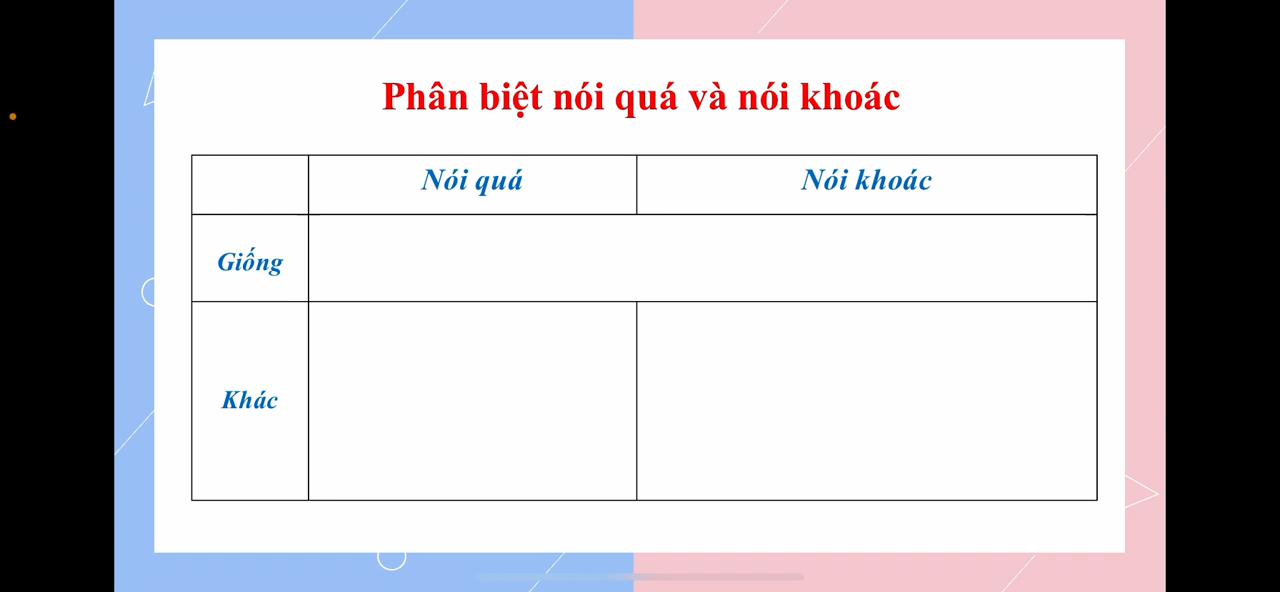 Phân biệt nói quá và nói khoác
Nói quá
Nói khoác
Giống
Khác